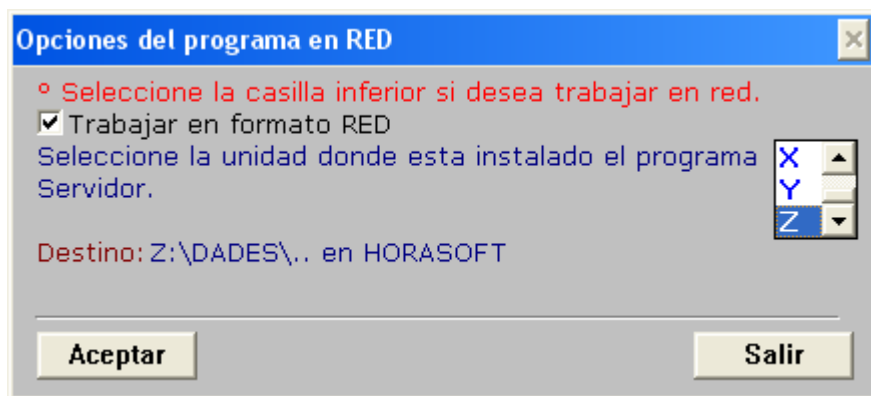 Opciones del programa en RED
º Seleccione la casilla inferior si desea trabajar en red.
Trabajar en formato RED
Seleccione la unidad donde esta instalado el programa
Servidor.
X
Y
Z
Destino: Z:\DADES\.. en HORASOFT
Aceptar
Salir